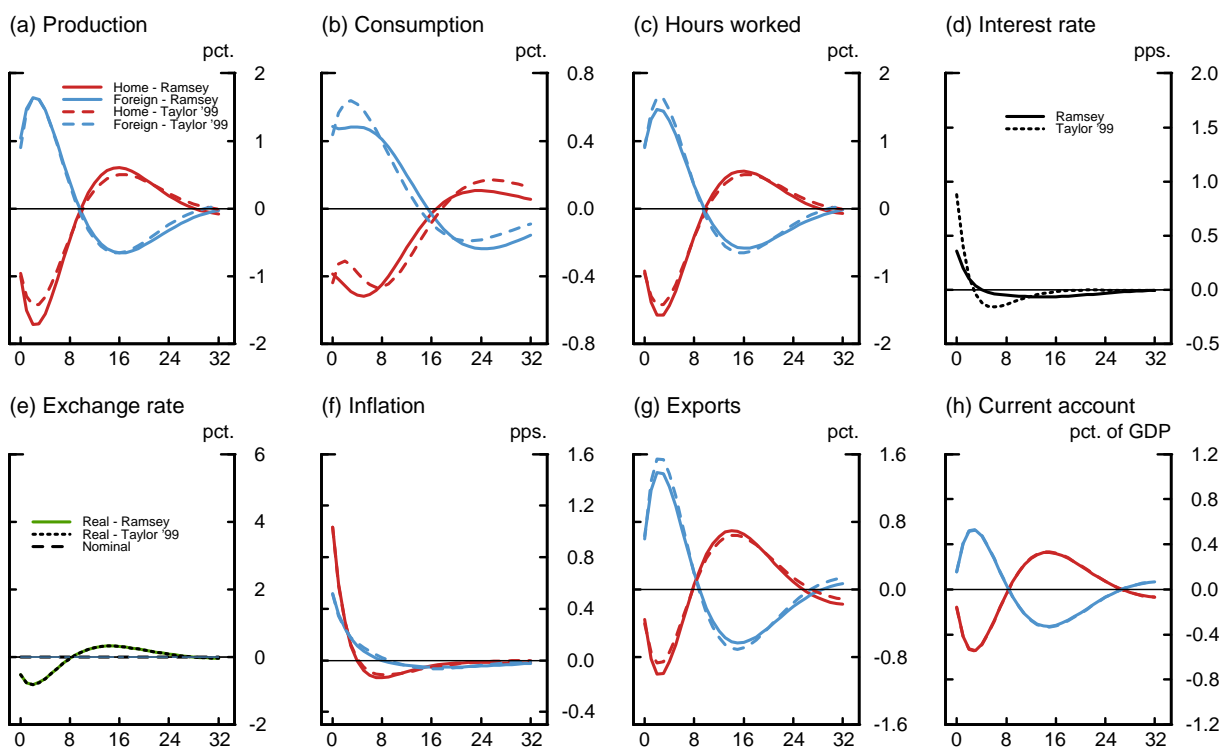 (a) Production
pct.
2
1
0
-1
-2
0 8 16 24 32
Home - Ramsey
Foreign - Ramsey
Home - Taylor '99
Foreign - Taylor '99
(b) Consumption
pct.
0.8
0.4
0.0
-0.4
-0.8
0 8 16 24 32
(c) Hours worked
pct.
2
1
0
-1
-2
0 8 16 24 32
(d) Interest rate
pps.
2.0
1.5
1.0
0.5
0.0
-0.5
0 8 16 24 32
Ramsey
Taylor '99
(e) Exchange rate
pct.
6
4
2
0
-2
0 8 16 24 32
Real - Ramsey
Real - Taylor '99
Nominal
(f) Inflation
pps.
1.6
1.2
0.8
0.4
0.0
-0.4
0 8 16 24 32
(g) Exports
pct.
1.6
0.8
0.0
-0.8
-1.6
0 8 16 24 32
(h) Current account
pct. of GDP
1.2
0.8
0.4
0.0
-0.4
-0.8
-1.2
0 8 16 24 32